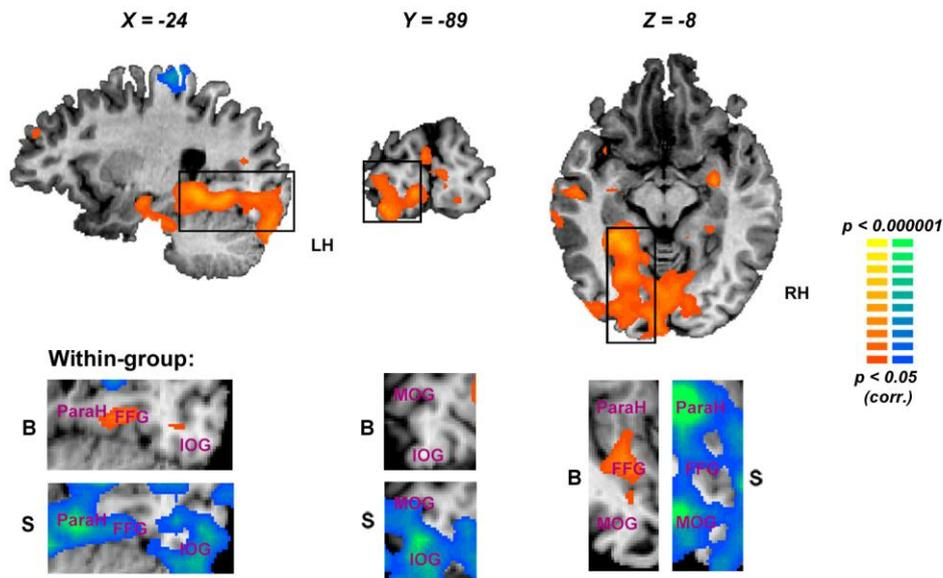 X = -24
Y = -89
Z = -8
LH
RH
p < 0.000001
p < 0.05
(corr.)
Within-group:
B
ParaH
FFG
IOG
S
ParaH
FFG
IOG
B
MOG
IOG
S
MOG
IOG
B
ParaH
FFG
MOG
ParaH
FFG
MOG
S